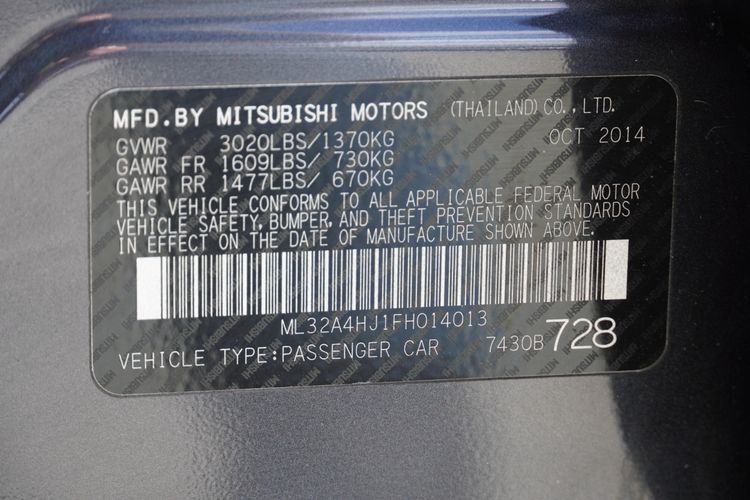 MFD.BY MITSUBISHI MOTORS (THAILAND) CO., LTD.
GVWR 3020LBS/1370KG OCT 2014
GAWR FR 1609LBS/ 730KG
GAWR RR 1477LBS/ 670KG
THIS VEHICLE CONFORMS TO ALL APPLICABLE FEDERAL MOTOR
VEHICLE SAFETY, BUMPER, AND THEFT PREVENTION STANDARDS
IN EFFECT ON THE DATE OF MANUFACTURE SHOWN ABOVE.
ML32A4HJ1FH014013
VEHICLE TYPE:PASSENGER CAR 7430B 728